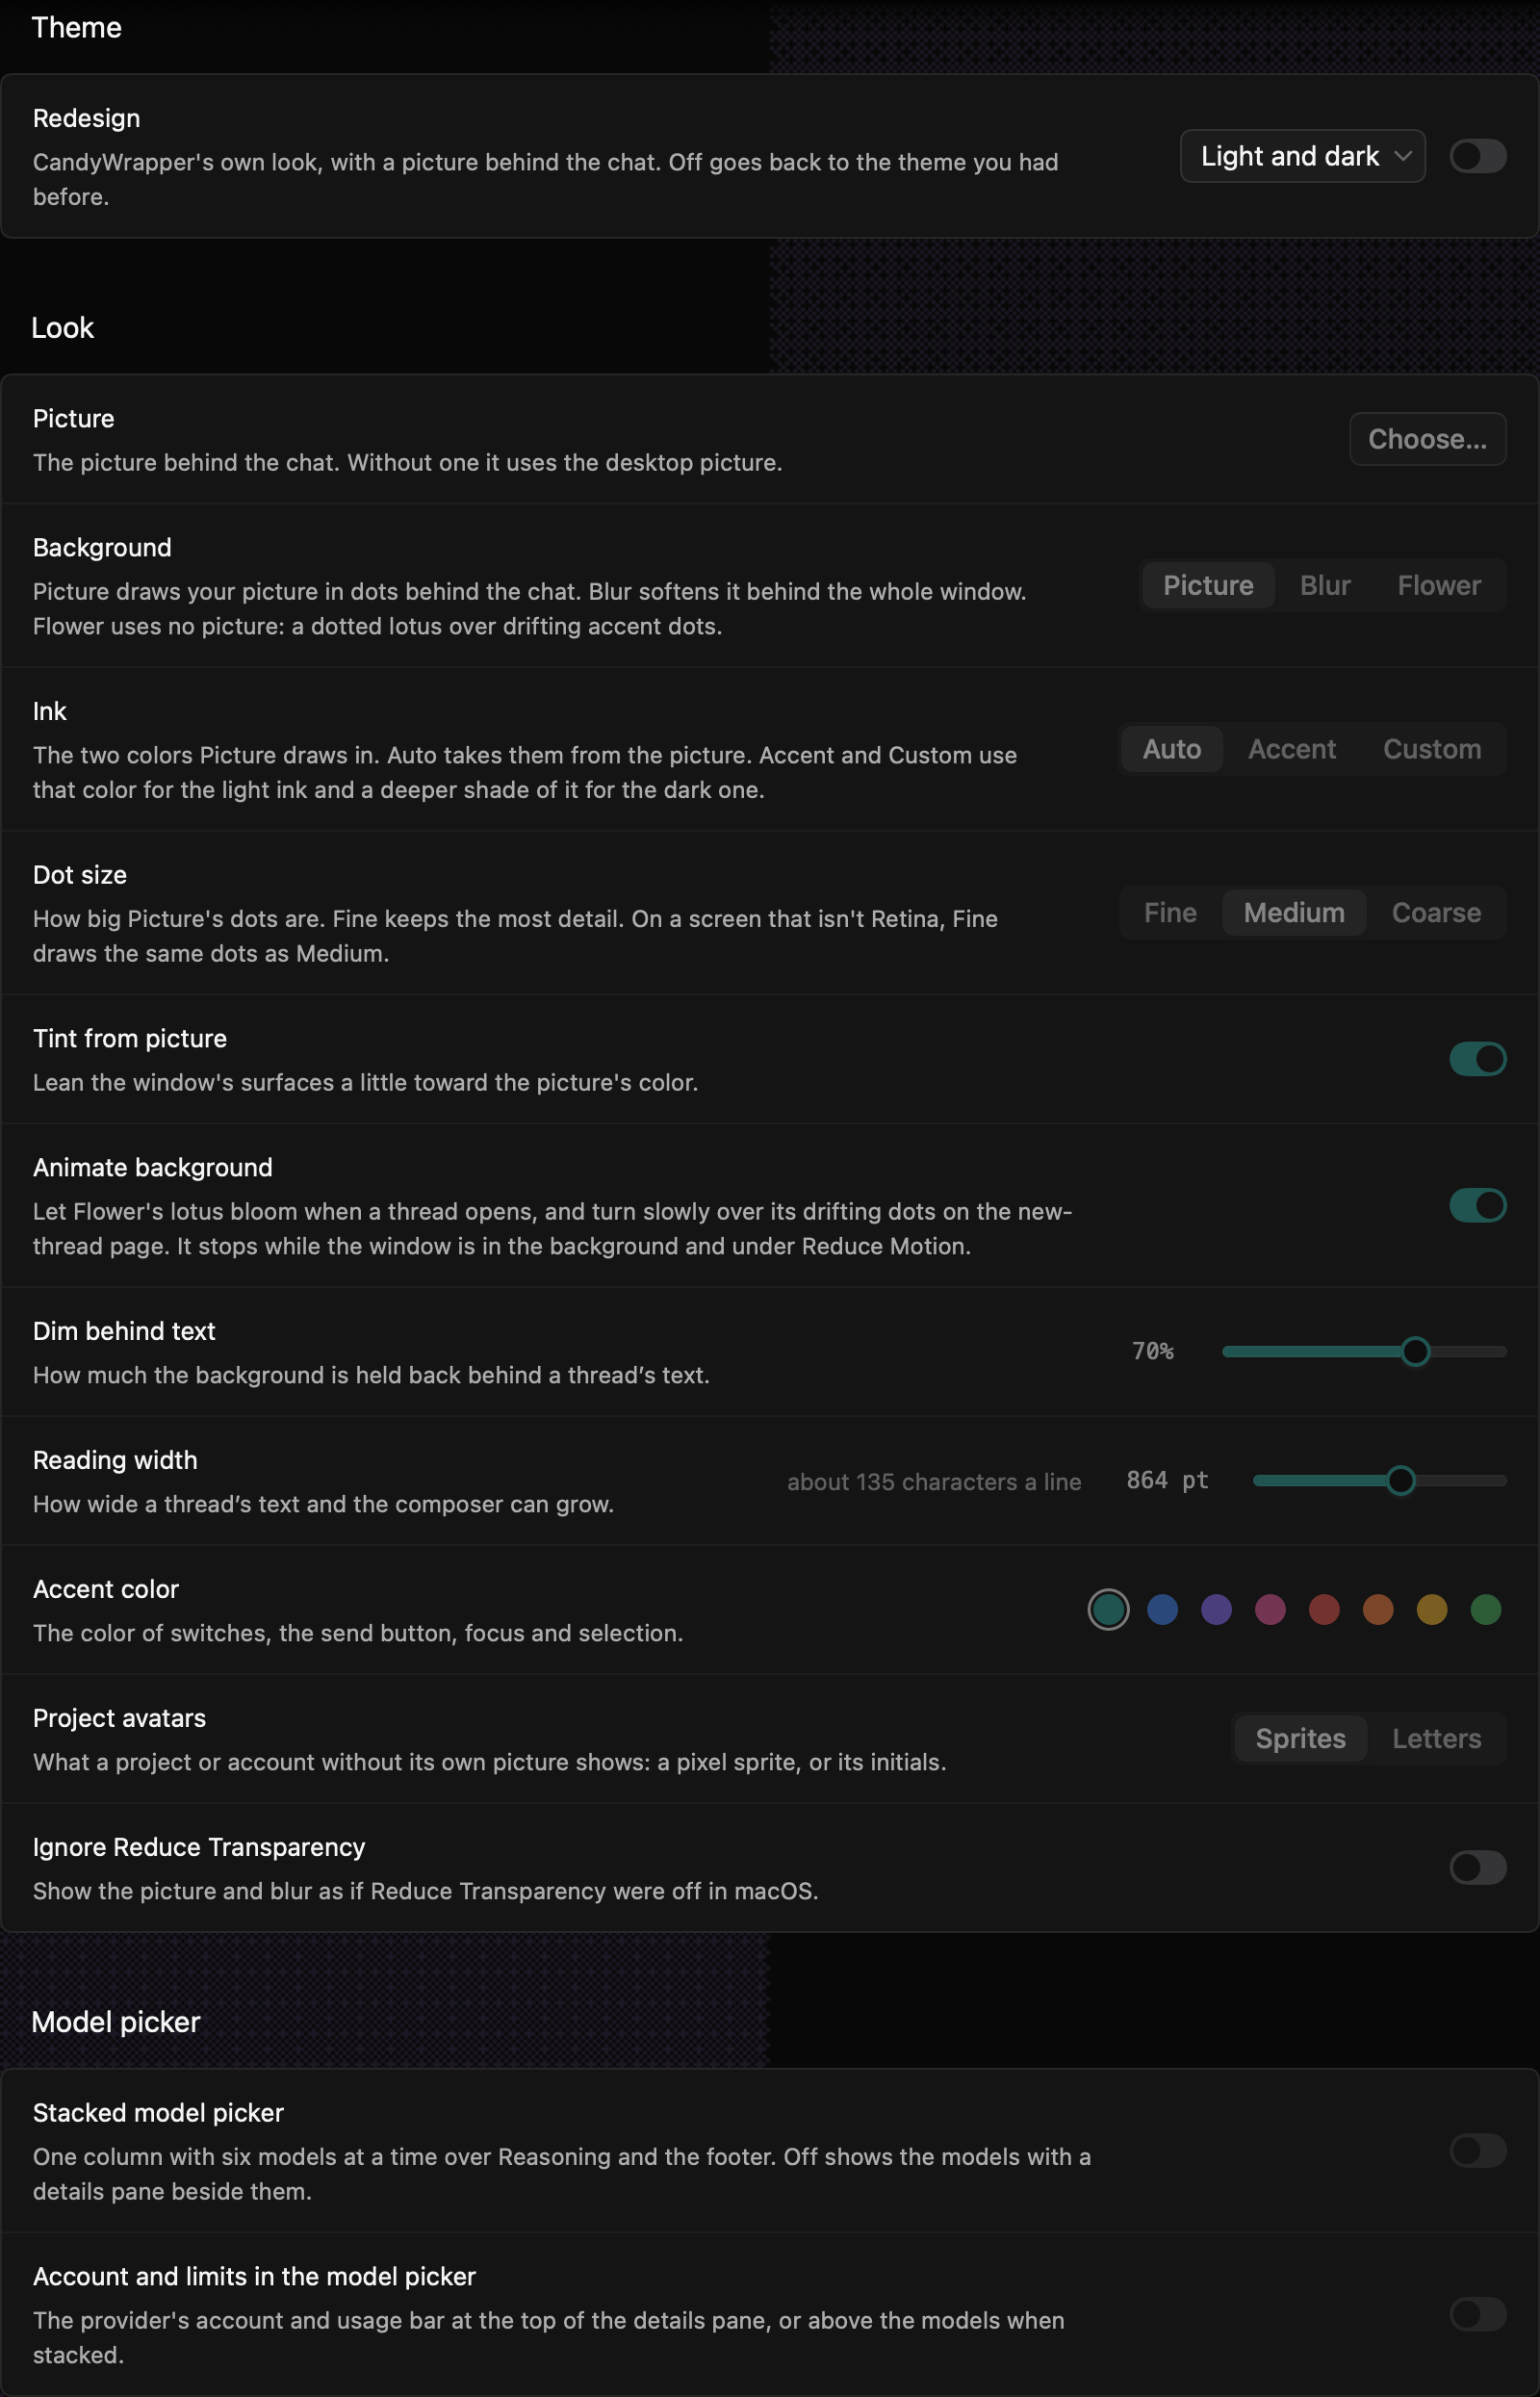 Theme
Redesign
CandyWrapper's own look, with a picture behind the chat. Off goes back to the theme you had
before.
Light and dark
Look
Picture
The picture behind the chat. Without one it uses the desktop picture.
Choose...
Background
Picture draws your picture in dots behind the chat. Blur softens it behind the whole window.
Flower uses no picture: a dotted lotus over drifting accent dots.
Picture Blur Flower
Ink
The two colors Picture draws in. Auto takes them from the picture. Accent and Custom use
that color for the light ink and a deeper shade of it for the dark one.
Auto Accent Custom
Dot size
How big Picture's dots are. Fine keeps the most detail. On a screen that isn't Retina, Fine
draws the same dots as Medium.
Fine Medium Coarse
Tint from picture
Lean the window's surfaces a little toward the picture's color.
Animate background
Let Flower's lotus bloom when a thread opens, and turn slowly over its drifting dots on the new-
thread page. It stops while the window is in the background and under Reduce Motion.
Dim behind text
How much the background is held back behind a thread’s text.
70%
Reading width
How wide a thread’s text and the composer can grow.
about 135 characters a line 864 pt
Accent color
The color of switches, the send button, focus and selection.
Project avatars
What a project or account without its own picture shows: a pixel sprite, or its initials.
Sprites Letters
Ignore Reduce Transparency
Show the picture and blur as if Reduce Transparency were off in macOS.
Model picker
Stacked model picker
One column with six models at a time over Reasoning and the footer. Off shows the models with a
details pane beside them.
Account and limits in the model picker
The provider's account and usage bar at the top of the details pane, or above the models when
stacked.